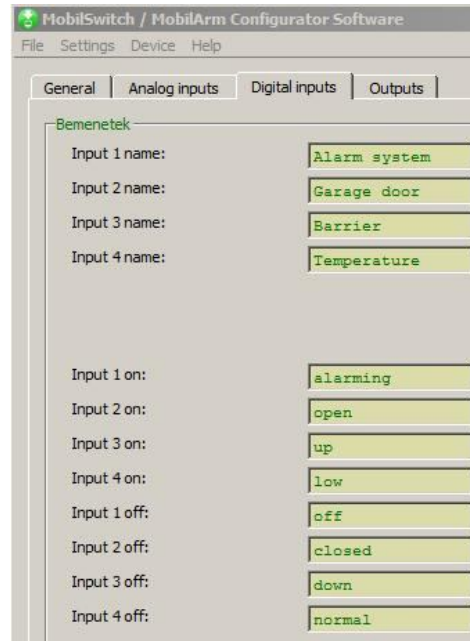 MobilSwitch / MobilArm Configurator Software
File Settings Device Help
General Analog inputs Digital inputs Outputs
Bemenetek
Input 1 name: Alarm system
Input 2 name: Garage door
Input 3 name: Barrier
Input 4 name: Temperature
Input 1 on: alarming
Input 2 on: open
Input 3 on: up
Input 4 on: low
Input 1 off: off
Input 2 off: closed
Input 3 off: down
Input 4 off: normal